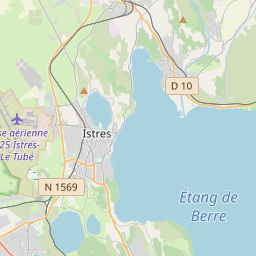 D 10
Istres
se aérienne
25 Istres-
Le Tubé
N 1569
Étang de
Berre